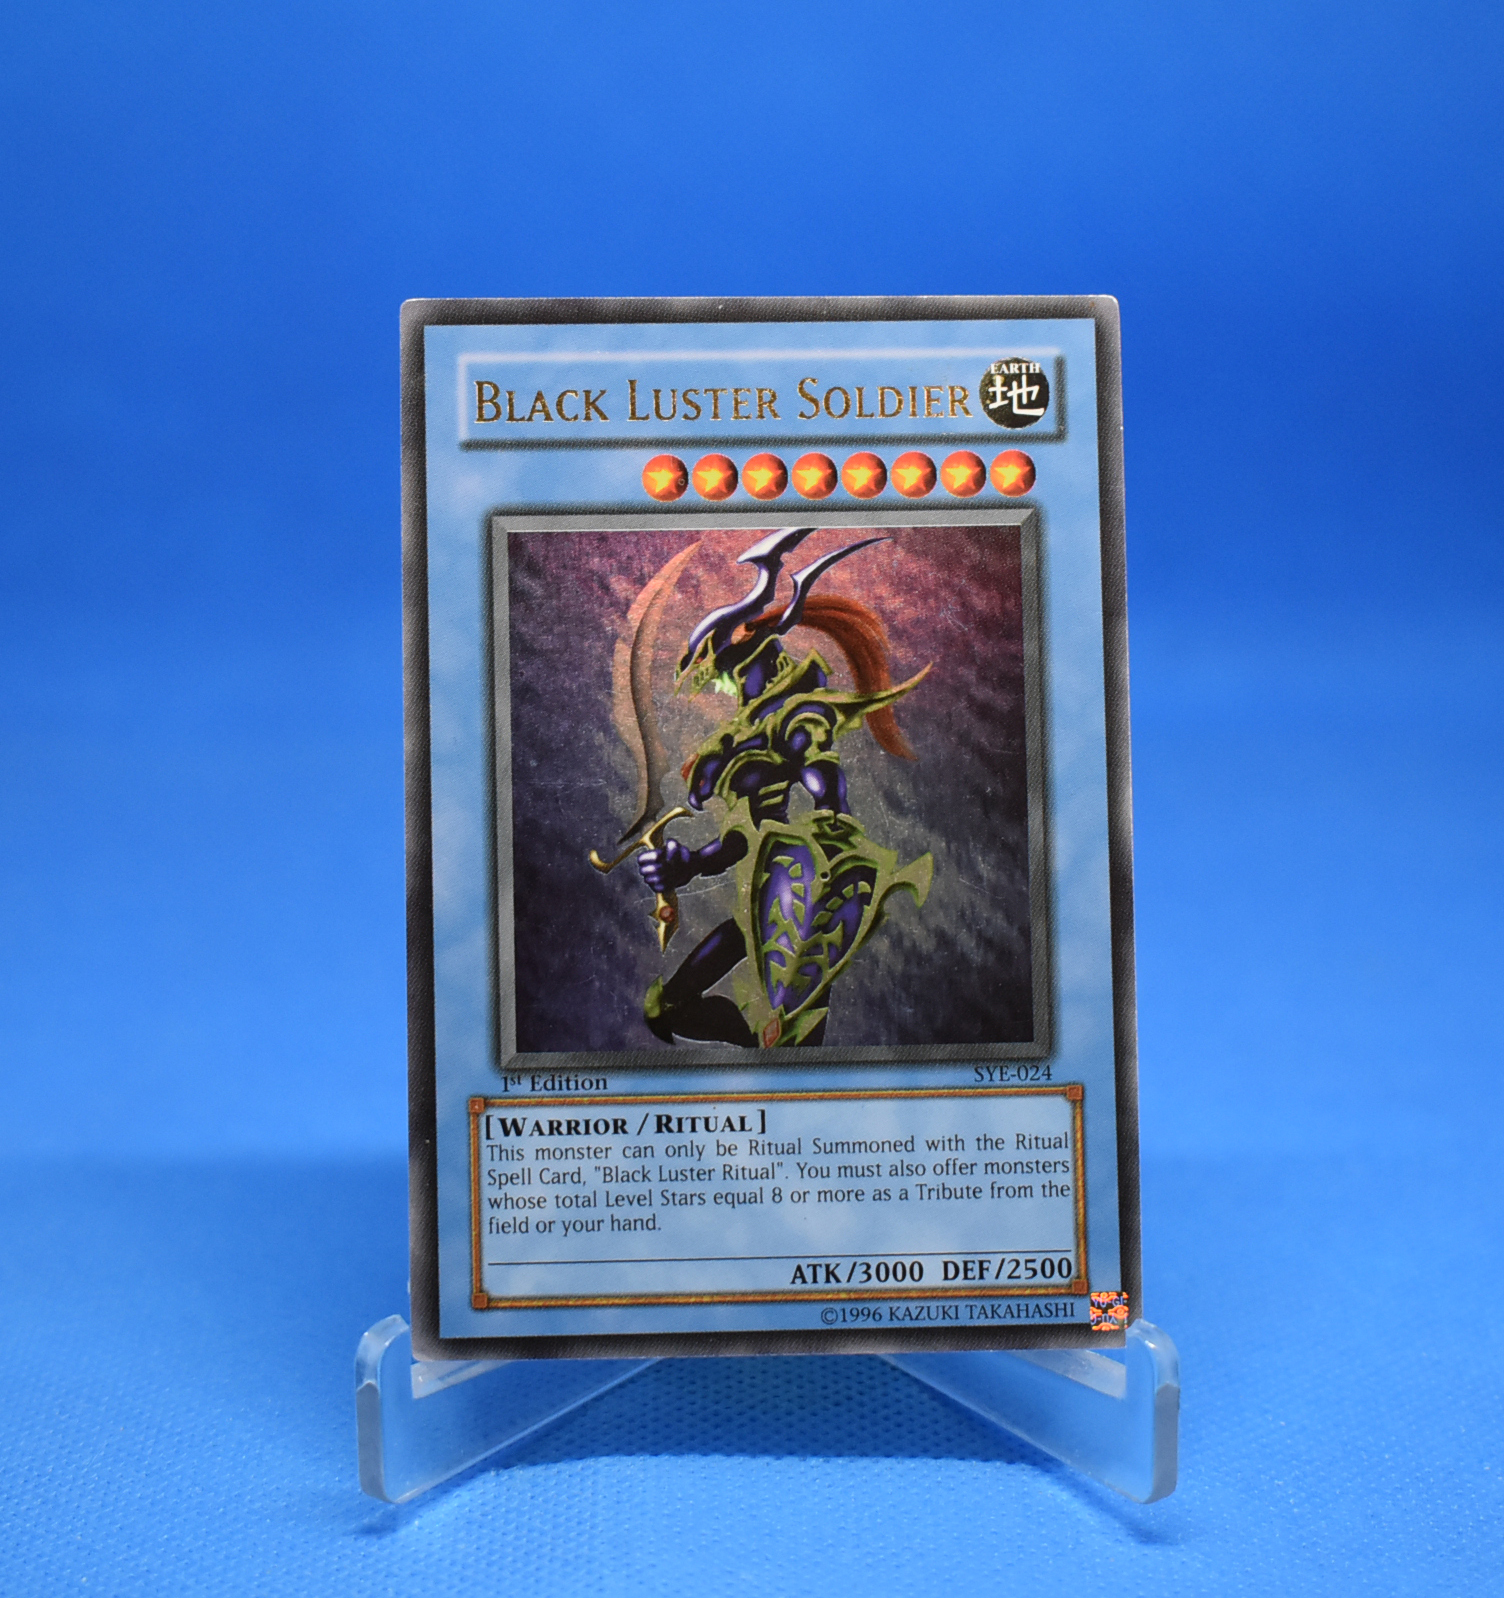 BLACK LUSTER SOLDIER
EARTH
地
1st Edition
SYE-024
[WARRIOR / RITUAL]
This monster can only be Ritual Summoned with the Ritual
Spell Card, "Black Luster Ritual". You must also offer monsters
whose total Level Stars equal 8 or more as a Tribute from the
field or your hand.
ATK/3000 DEF/2500
©1996 KAZUKI TAKAHASHI